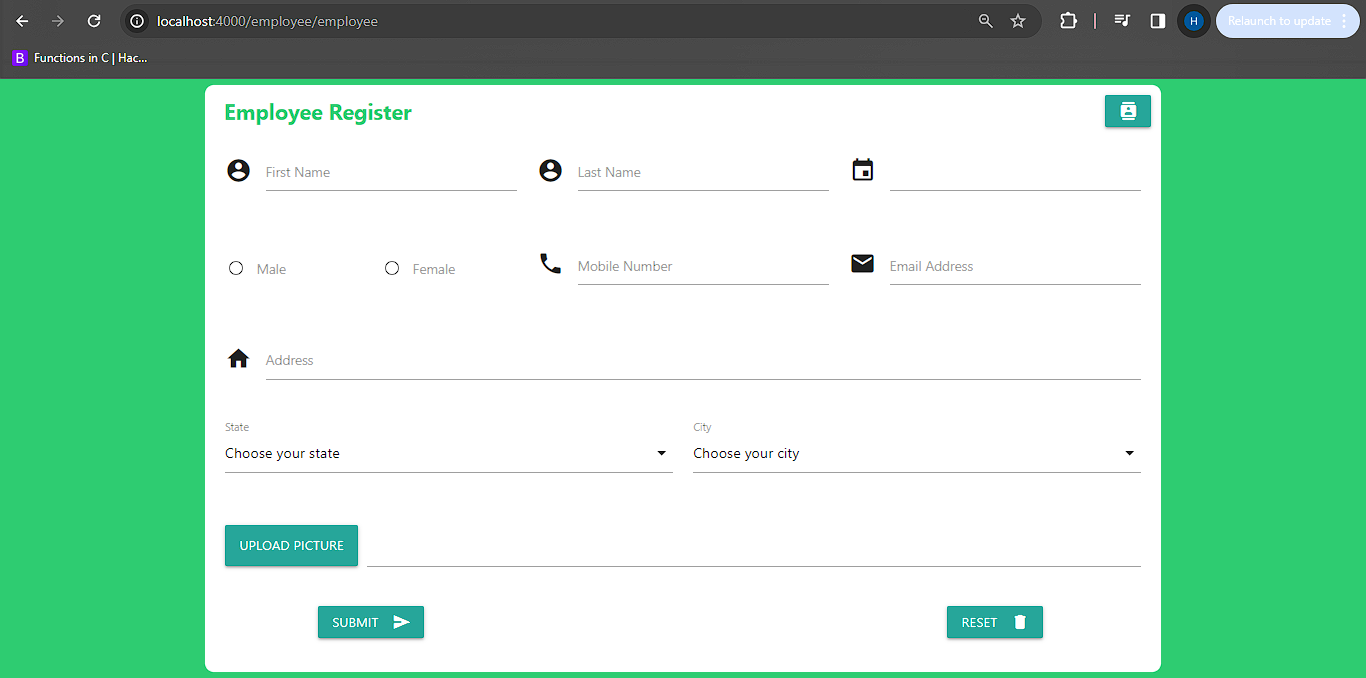 localhost:4000/employee/employee
H
Relaunch to update
B Functions in C | Hac...
Employee Register
First Name
Last Name
Male
Female
Mobile Number
Email Address
Address
State
City
Choose your state
Choose your city
UPLOAD PICTURE
SUBMIT
RESET